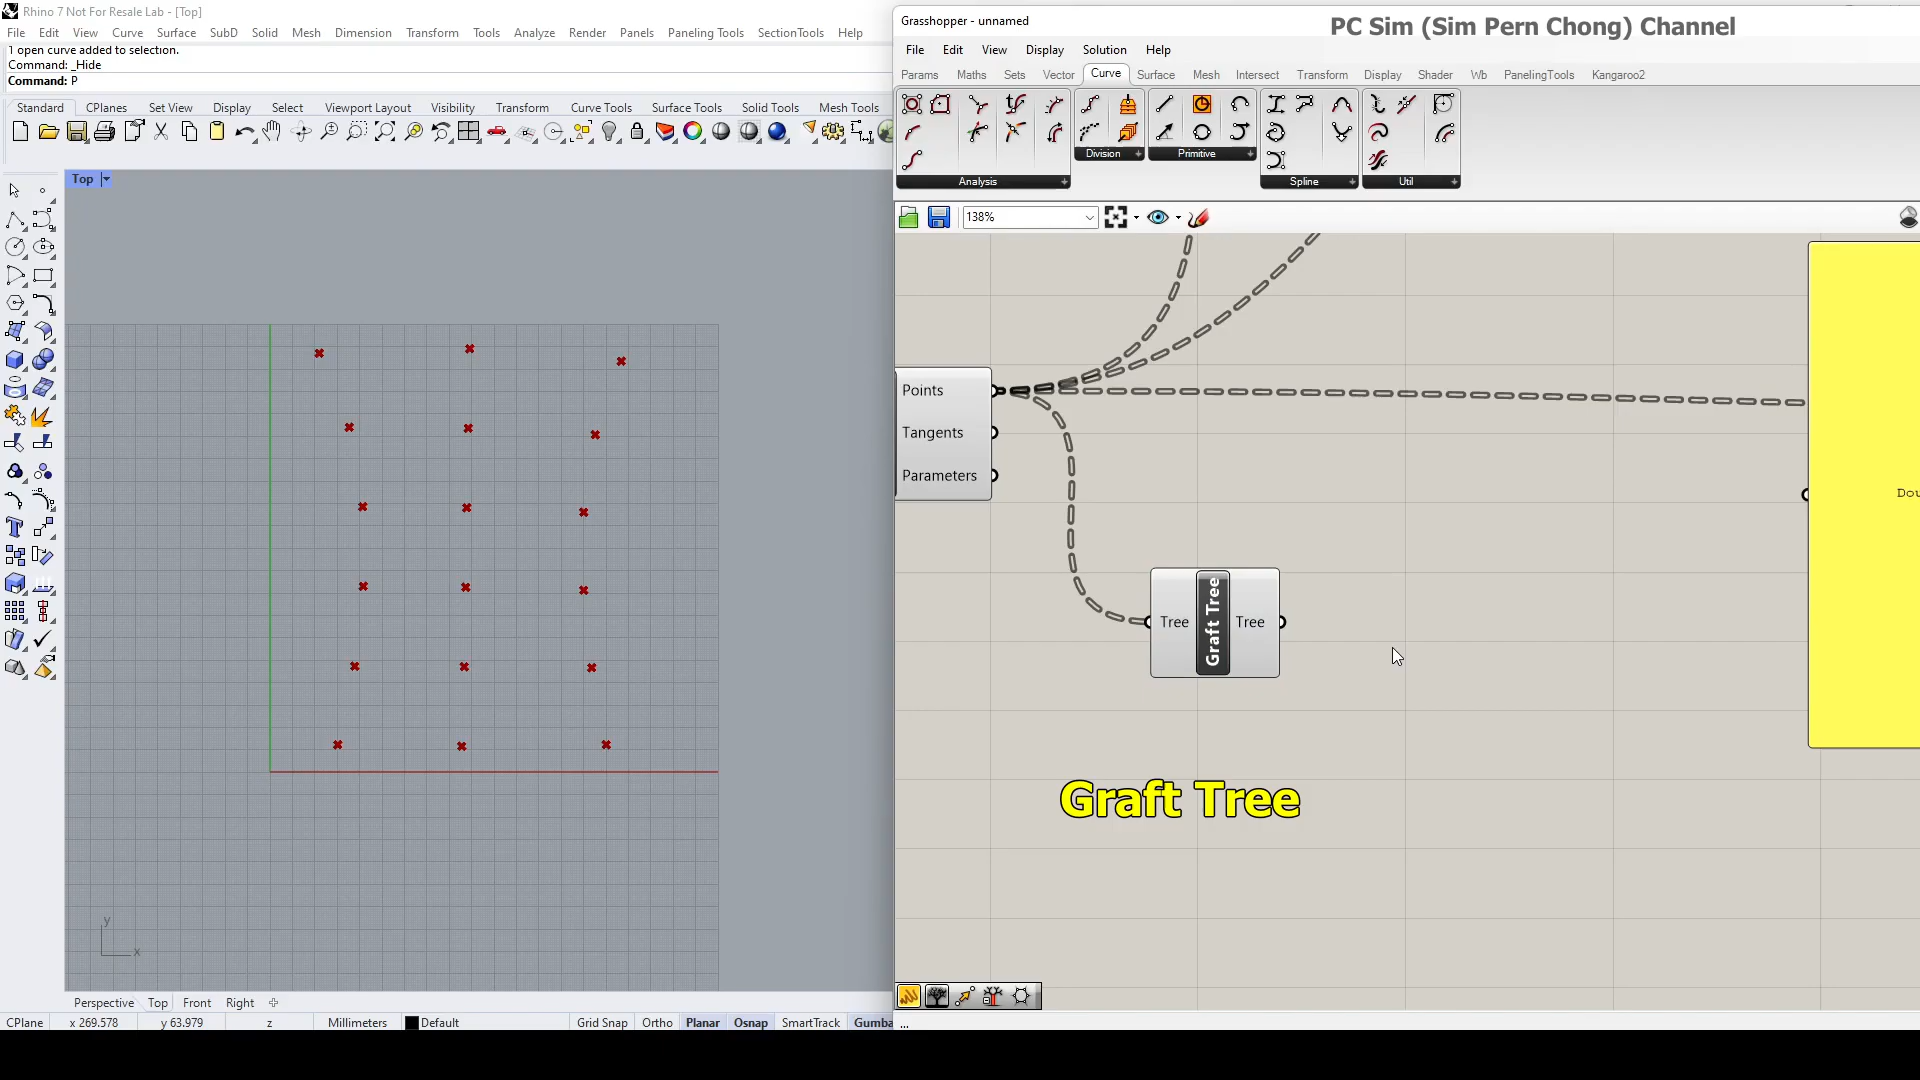 Rhino 7 Not For Resale Lab - [Top]
File Edit View Curve Surface SubD Solid Mesh Dimension Transform Tools Analyze Render Panels Paneling Tools SectionTools Help
1 open curve added to selection.
Command: _Hide
Command: P
Standard CPlanes Set View Display Select Viewport Layout Visibility Transform Curve Tools Surface Tools Solid Tools Mesh Tools
Top
y
x
Perspective Top Front Right
CPlane x 269.578 y 63.979 z Millimeters Default Grid Snap Ortho Planar Osnap SmartTrack Gumba
Grasshopper - unnamed
PC Sim (Sim Pern Chong) Channel
File Edit View Display Solution Help
Params Maths Sets Vector Curve Surface Mesh Intersect Transform Display Shader Wb PanelingTools Kangaroo2
Division Primitive
Analysis Spline Util
138%
Points
Tangents
Parameters
Dou
Tree Graft Tree Tree
Graft Tree
...